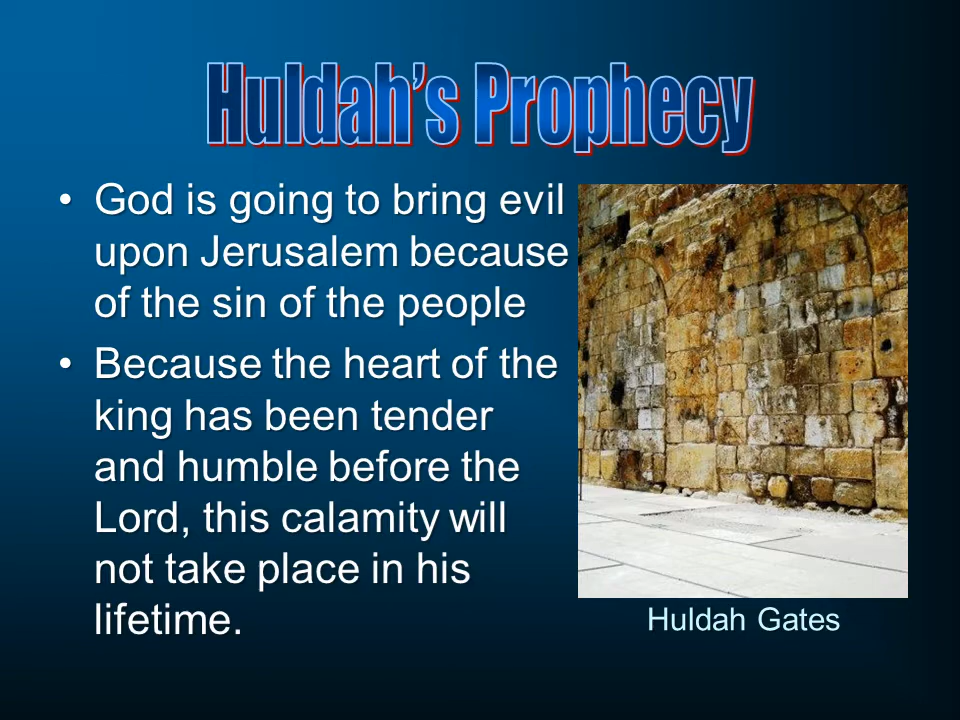 Huldah's Prophecy
• God is going to bring evil
upon Jerusalem because
of the sin of the people
• Because the heart of the
king has been tender
and humble before the
Lord, this calamity will
not take place in his
lifetime.
Huldah Gates